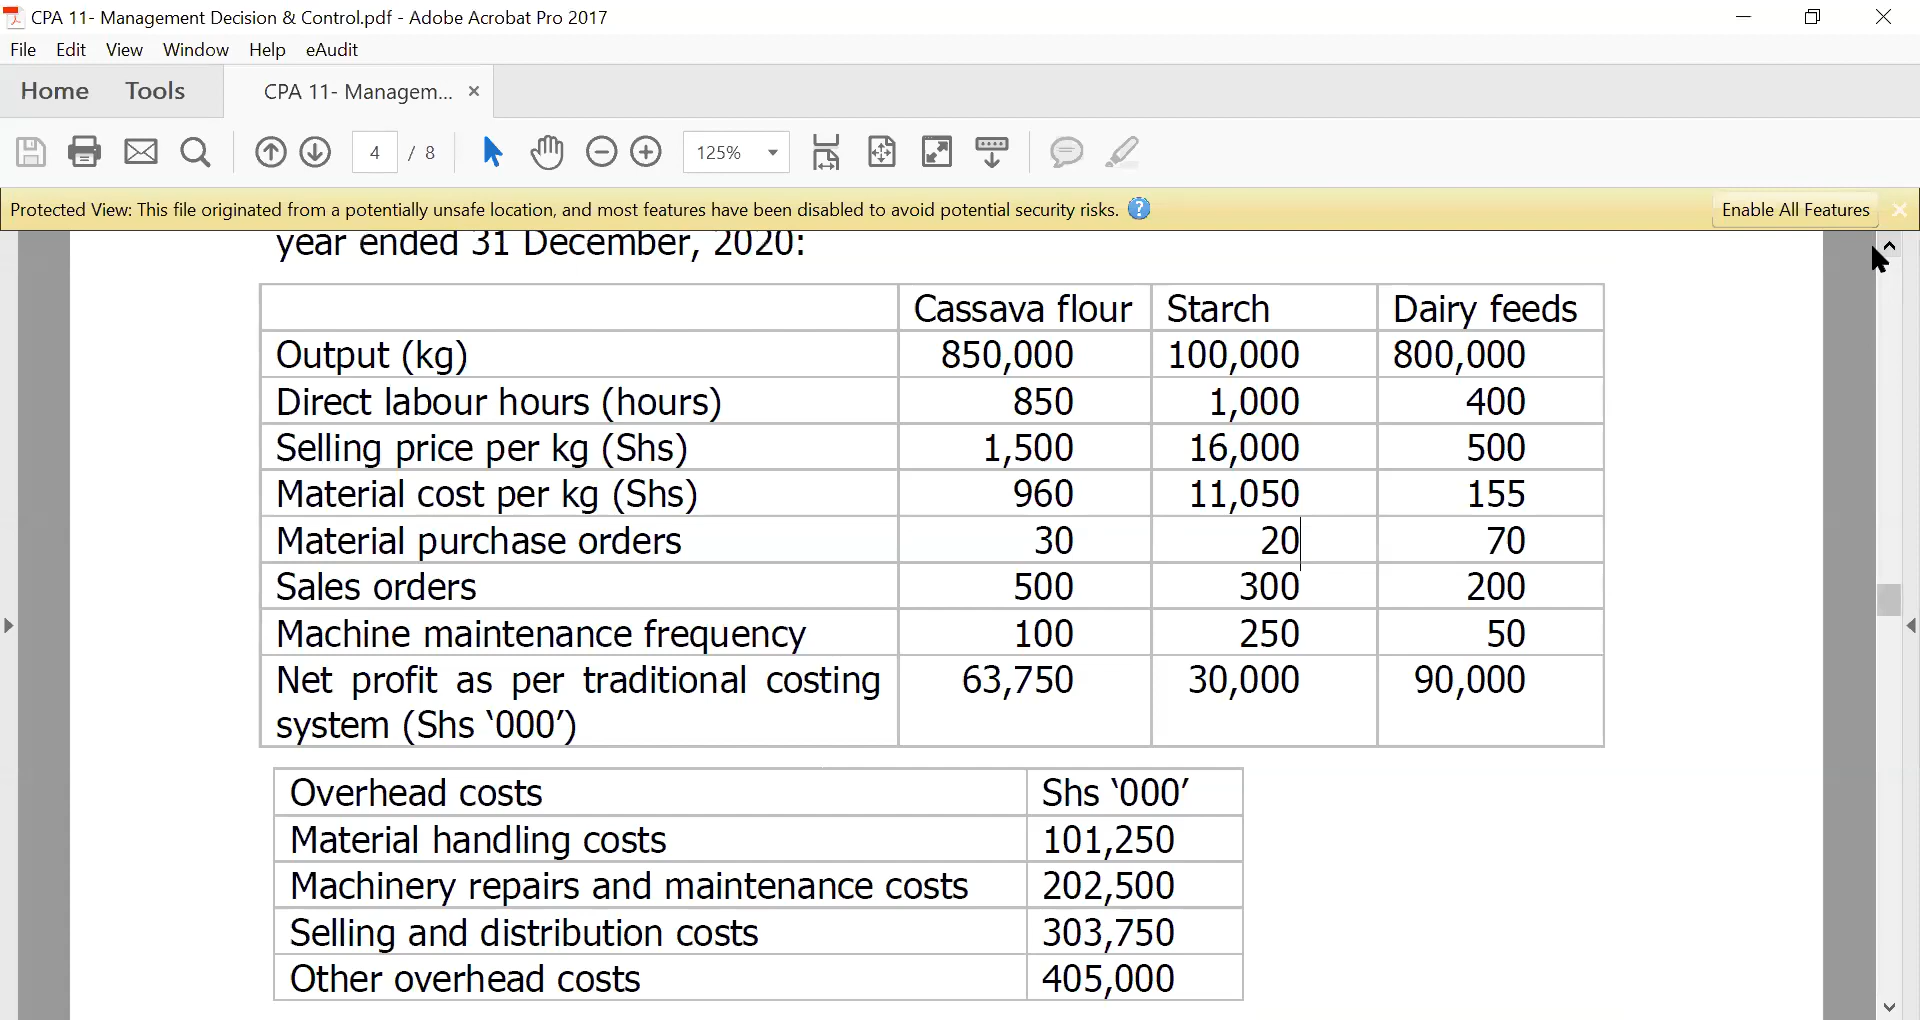 CPA 11- Management Decision & Control.pdf - Adobe Acrobat Pro 2017
File Edit View Window Help eAudit
Home Tools CPA 11- Managem... ×
4 / 8 125%
Protected View: This file originated from a potentially unsafe location, and most features have been disabled to avoid potential security risks. ? Enable All Features
year ended 31 December, 2020:
Cassava flour Starch Dairy feeds
Output (kg) 850,000 100,000 800,000
Direct labour hours (hours) 850 1,000 400
Selling price per kg (Shs) 1,500 16,000 500
Material cost per kg (Shs) 960 11,050 155
Material purchase orders 30 20 70
Sales orders 500 300 200
Machine maintenance frequency 100 250 50
Net profit as per traditional costing 63,750 30,000 90,000
system (Shs ‘000’)
Overhead costs Shs ‘000’
Material handling costs 101,250
Machinery repairs and maintenance costs 202,500
Selling and distribution costs 303,750
Other overhead costs 405,000